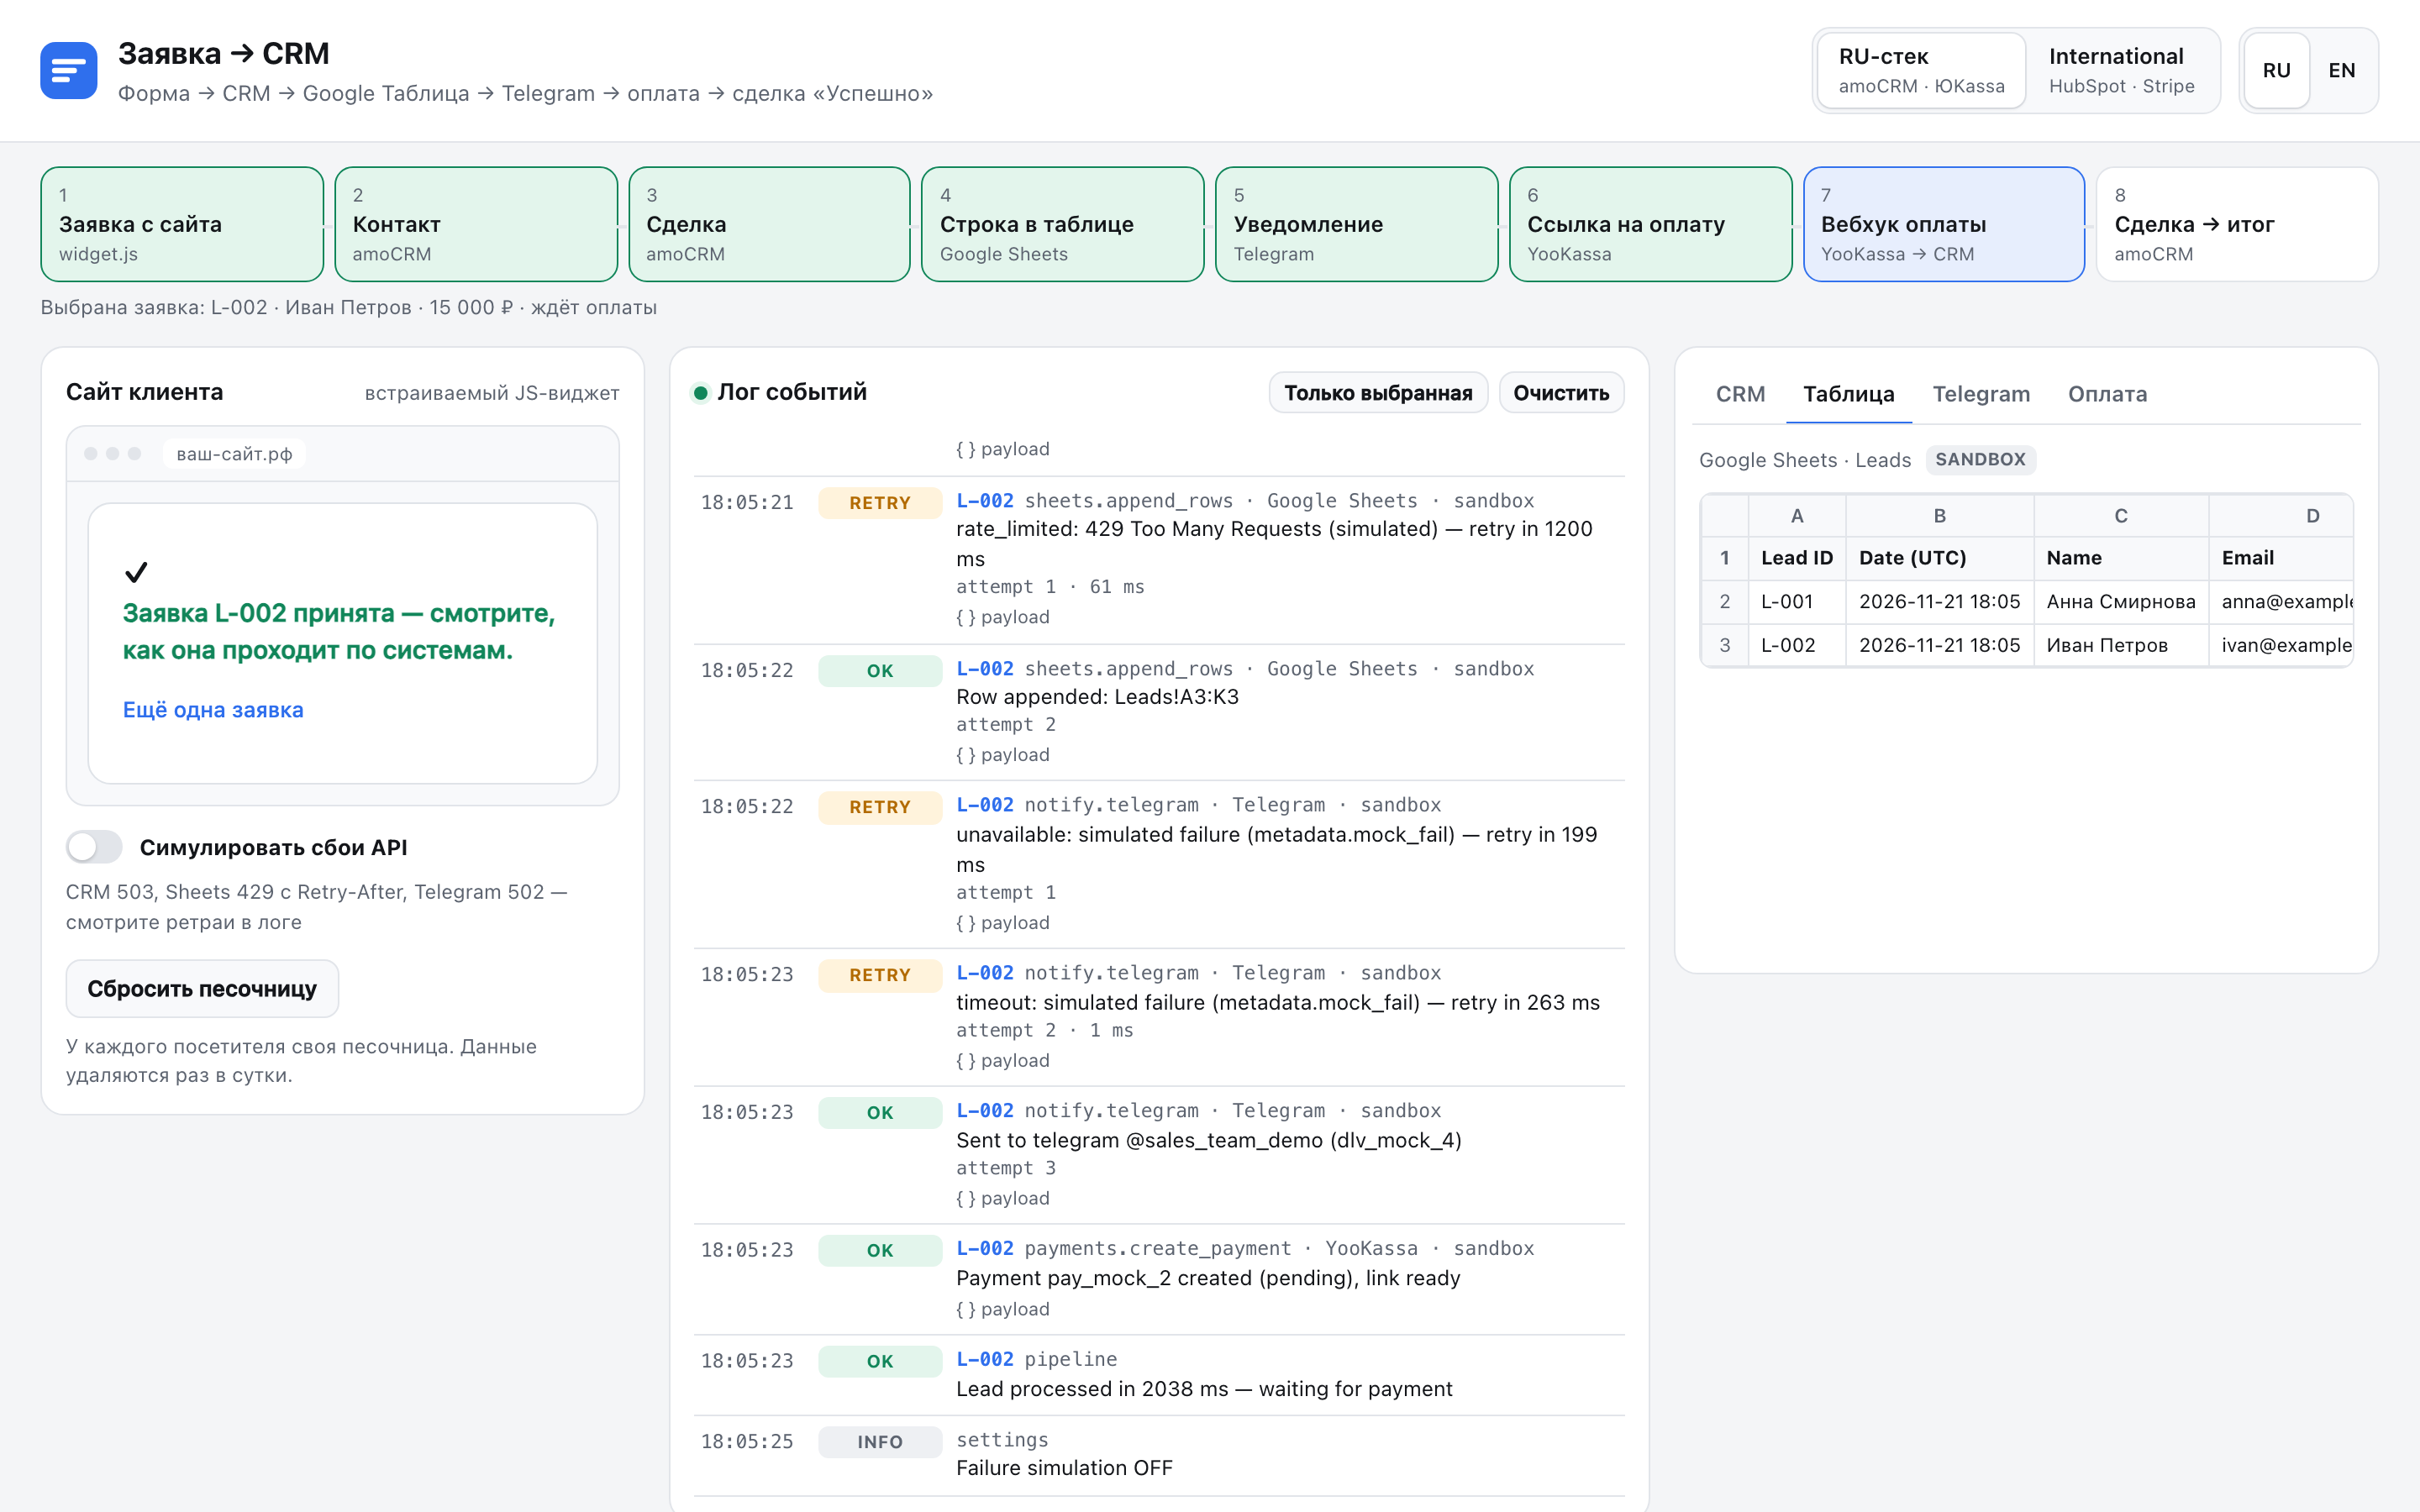 Заявка → CRM
Форма → CRM → Google Таблица → Telegram → оплата → сделка «Успешно»
RU-стек
amoCRM · ЮKassa
International
HubSpot · Stripe
RU
EN
1
Заявка с сайта
widget.js
2
Контакт
amoCRM
3
Сделка
amoCRM
4
Строка в таблице
Google Sheets
5
Уведомление
Telegram
6
Ссылка на оплату
YooKassa
7
Вебхук оплаты
YooKassa → CRM
8
Сделка → итог
amoCRM
Выбрана заявка: L-002 · Иван Петров · 15 000 ₽ · ждёт оплаты
Сайт клиента
встраиваемый JS-виджет
ваш-сайт.рф
✓
Заявка L-002 принята — смотрите,
как она проходит по системам.
Ещё одна заявка
Симулировать сбои API
CRM 503, Sheets 429 с Retry-After, Telegram 502 —
смотрите ретраи в логе
Сбросить песочницу
У каждого посетителя своя песочница. Данные
удаляются раз в сутки.
Лог событий
Только выбранная
Очистить
{ } payload
18:05:21 RETRY L-002 sheets.append_rows · Google Sheets · sandbox
rate_limited: 429 Too Many Requests (simulated) — retry in 1200
ms
attempt 1 · 61 ms
{ } payload
18:05:22 OK L-002 sheets.append_rows · Google Sheets · sandbox
Row appended: Leads!A3:K3
attempt 2
{ } payload
18:05:22 RETRY L-002 notify.telegram · Telegram · sandbox
unavailable: simulated failure (metadata.mock_fail) — retry in 199
ms
attempt 1
{ } payload
18:05:23 RETRY L-002 notify.telegram · Telegram · sandbox
timeout: simulated failure (metadata.mock_fail) — retry in 263 ms
attempt 2 · 1 ms
{ } payload
18:05:23 OK L-002 notify.telegram · Telegram · sandbox
Sent to telegram @sales_team_demo (dlv_mock_4)
attempt 3
{ } payload
18:05:23 OK L-002 payments.create_payment · YooKassa · sandbox
Payment pay_mock_2 created (pending), link ready
{ } payload
18:05:23 OK L-002 pipeline
Lead processed in 2038 ms — waiting for payment
18:05:25 INFO settings
Failure simulation OFF
CRM Таблица Telegram Оплата
Google Sheets · Leads SANDBOX
A B C D
1 Lead ID Date (UTC) Name Email
2 L-001 2026-11-21 18:05 Анна Смирнова anna@example
3 L-002 2026-11-21 18:05 Иван Петров ivan@example